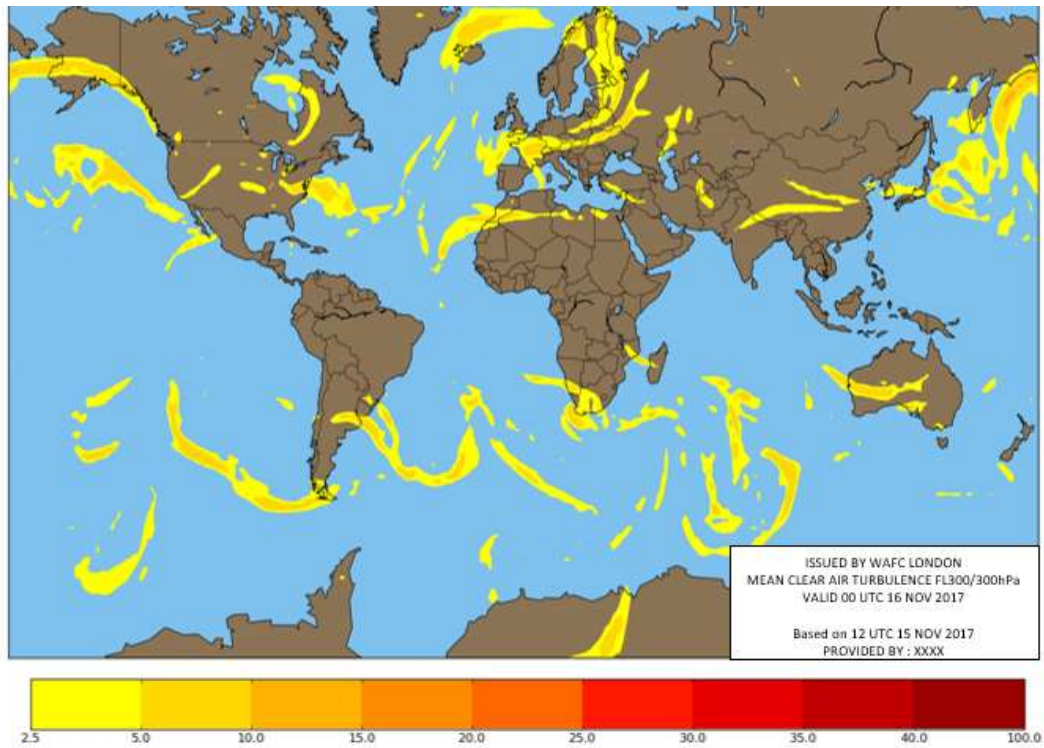 ISSUED BY WAFC LONDON
MEAN CLEAR AIR TURBULENCE FL300/300hPa
VALID 00 UTC 16 NOV 2017
Based on 12 UTC 15 NOV 2017
PROVIDED BY : XXXX
2.5 5.0 10.0 15.0 20.0 25.0 30.0 35.0 40.0 100.0